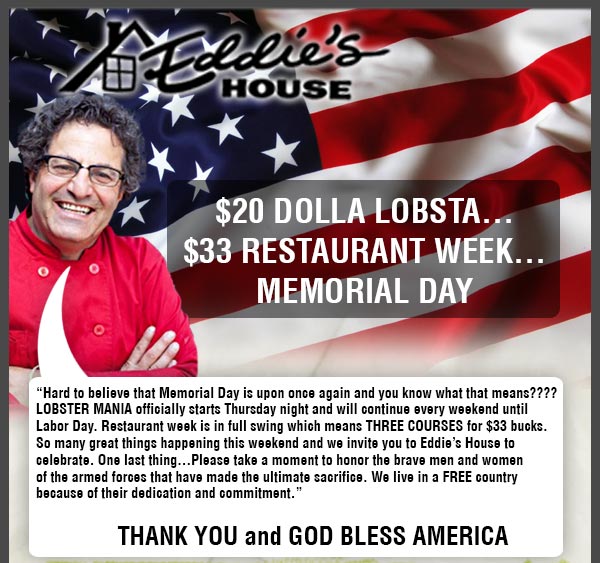 Eddie's
HOUSE
$20 DOLLA LOBSTA...
$33 RESTAURANT WEEK...
MEMORIAL DAY
“Hard to believe that Memorial Day is upon once again and you know what that means????
LOBSTER MANIA officially starts Thursday night and will continue every weekend until
Labor Day. Restaurant week is in full swing which means THREE COURSES for $33 bucks.
So many great things happening this weekend and we invite you to Eddie’s House to
celebrate. One last thing...Please take a moment to honor the brave men and women
of the armed forces that have made the ultimate sacrifice. We live in a FREE country
because of their dedication and commitment.”
THANK YOU and GOD BLESS AMERICA